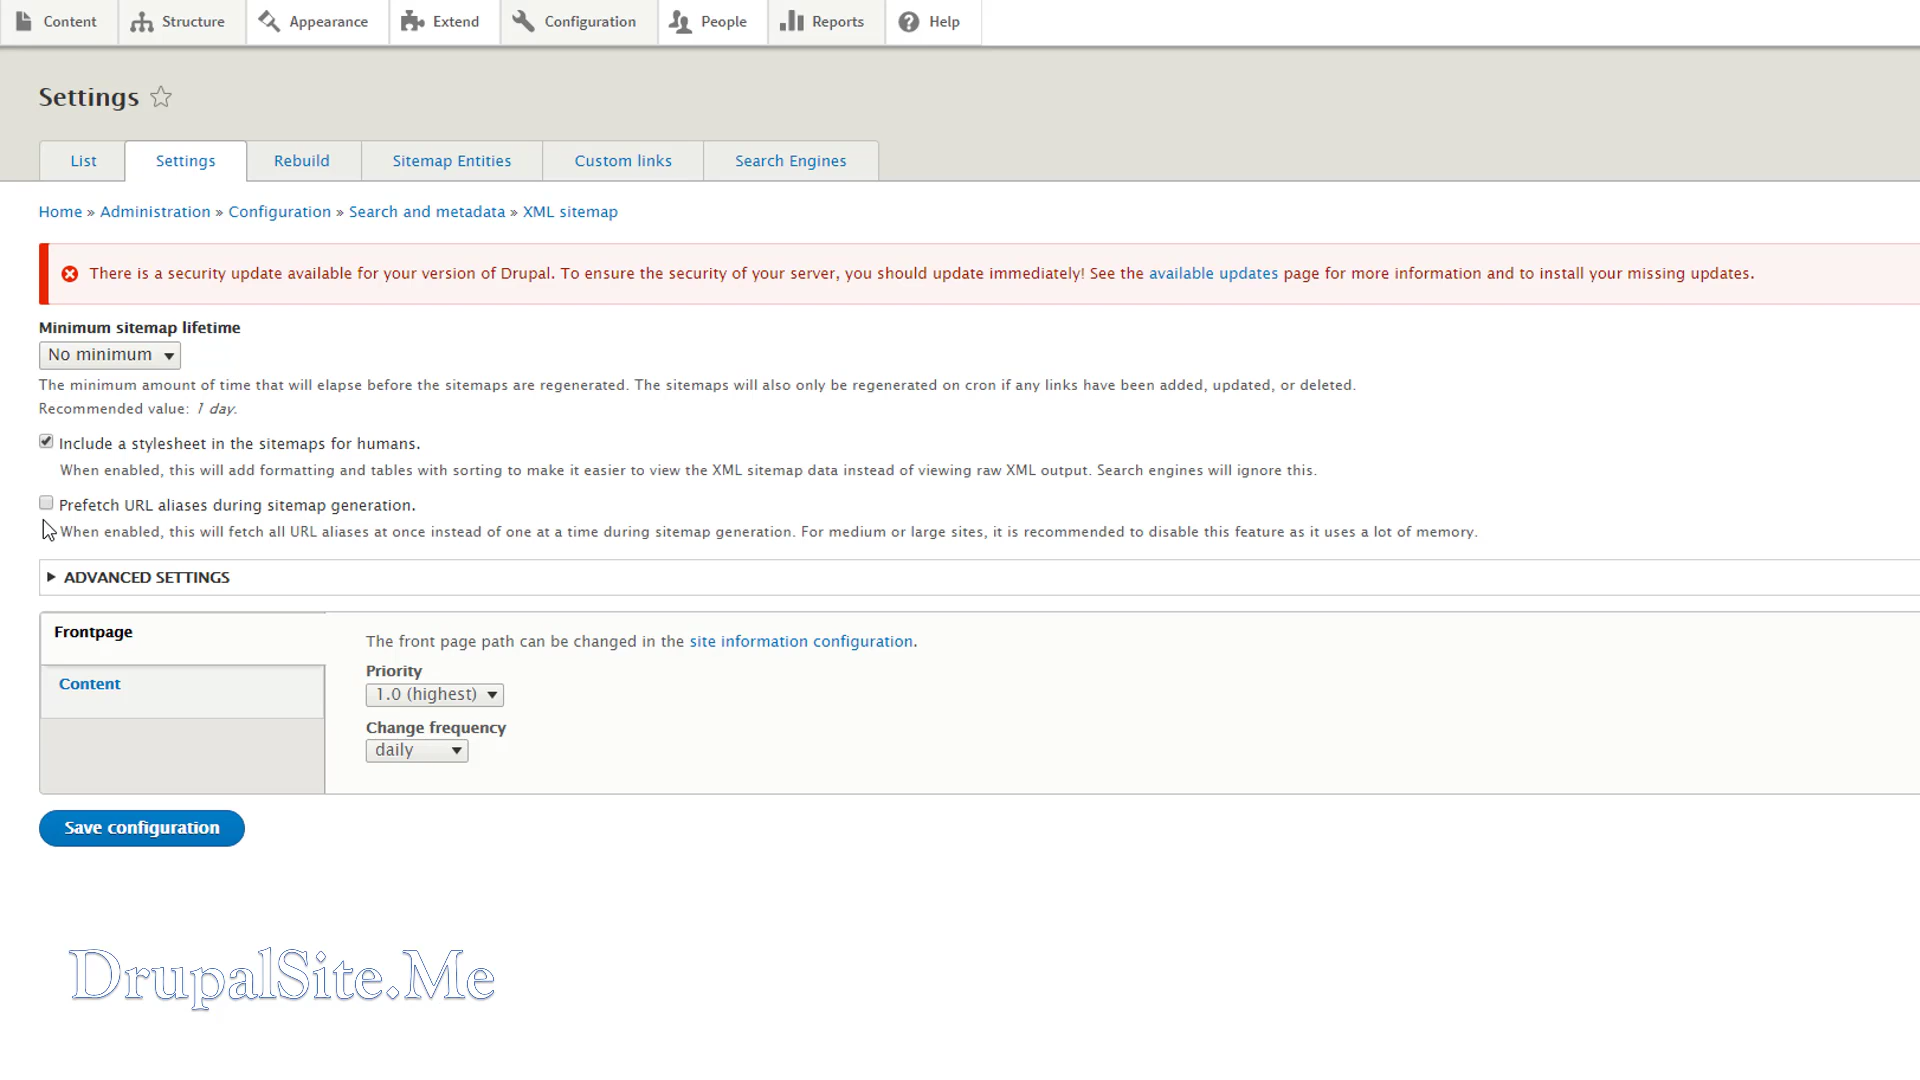 Content Structure Appearance Extend Configuration People Reports Help
Settings
List Settings Rebuild Sitemap Entities Custom links Search Engines
Home » Administration » Configuration » Search and metadata » XML sitemap
There is a security update available for your version of Drupal. To ensure the security of your server, you should update immediately! See the available updates page for more information and to install your missing updates.
Minimum sitemap lifetime
No minimum
The minimum amount of time that will elapse before the sitemaps are regenerated. The sitemaps will also only be regenerated on cron if any links have been added, updated, or deleted.
Recommended value: 1 day.
Include a stylesheet in the sitemaps for humans.
When enabled, this will add formatting and tables with sorting to make it easier to view the XML sitemap data instead of viewing raw XML output. Search engines will ignore this.
Prefetch URL aliases during sitemap generation.
When enabled, this will fetch all URL aliases at once instead of one at a time during sitemap generation. For medium or large sites, it is recommended to disable this feature as it uses a lot of memory.
ADVANCED SETTINGS
Frontpage
Content
The front page path can be changed in the site information configuration.
Priority
1.0 (highest)
Change frequency
daily
Save configuration
DrupalSite.Me